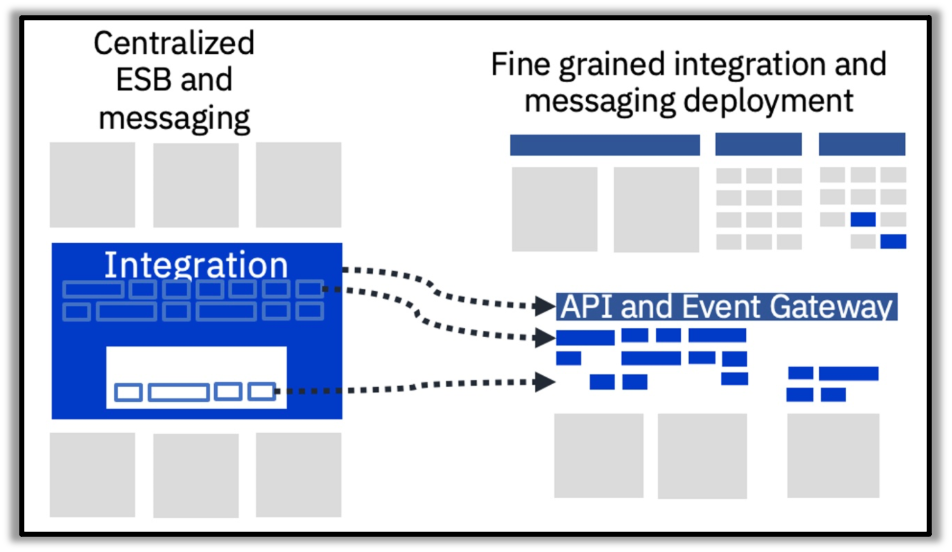 Centralized
ESB and
messaging
Fine grained integration and
messaging deployment
Integration
API and Event Gateway